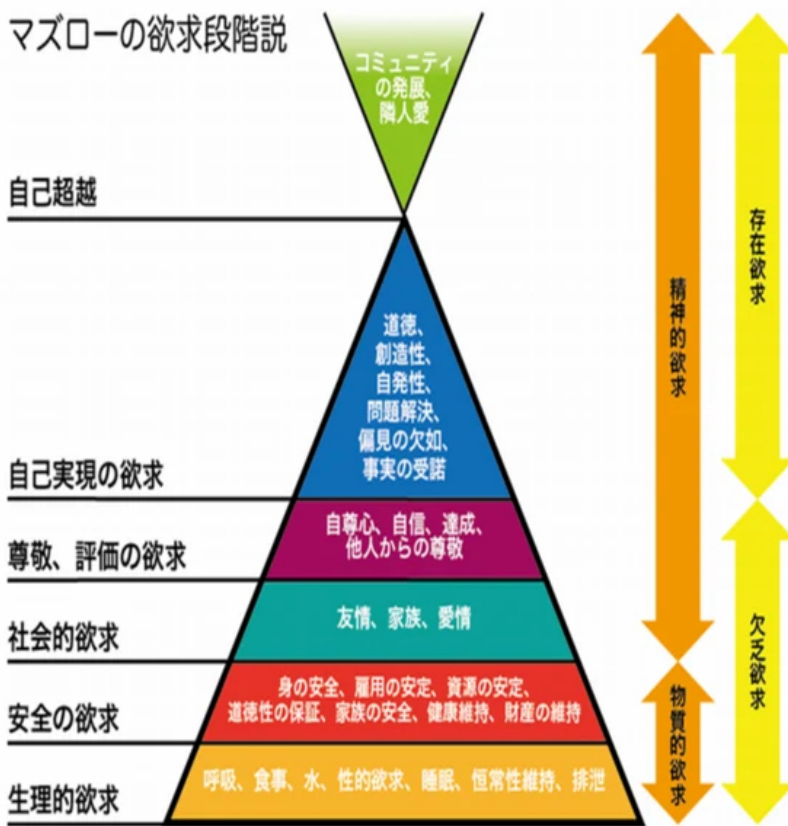 マズローの欲求段階説
コミュニティ
の発展、
隣人愛
自己超越
道徳、
創造性、
自発性、
問題解決、
偏見の欠如、
事実の受諾
自己実現の欲求
自尊心、自信、達成、
他人からの尊敬
尊敬、評価の欲求
友情、家族、愛情
社会的欲求
身の安全、雇用の安定、資源の安定、
道徳性の保証、家族の安全、健康維持、財産の維持
安全の欲求
呼吸、食事、水、性的欲求、睡眠、恒常性維持、排泄
生理的欲求
精神的欲求
物質的欲求
存在欲求
欠乏欲求